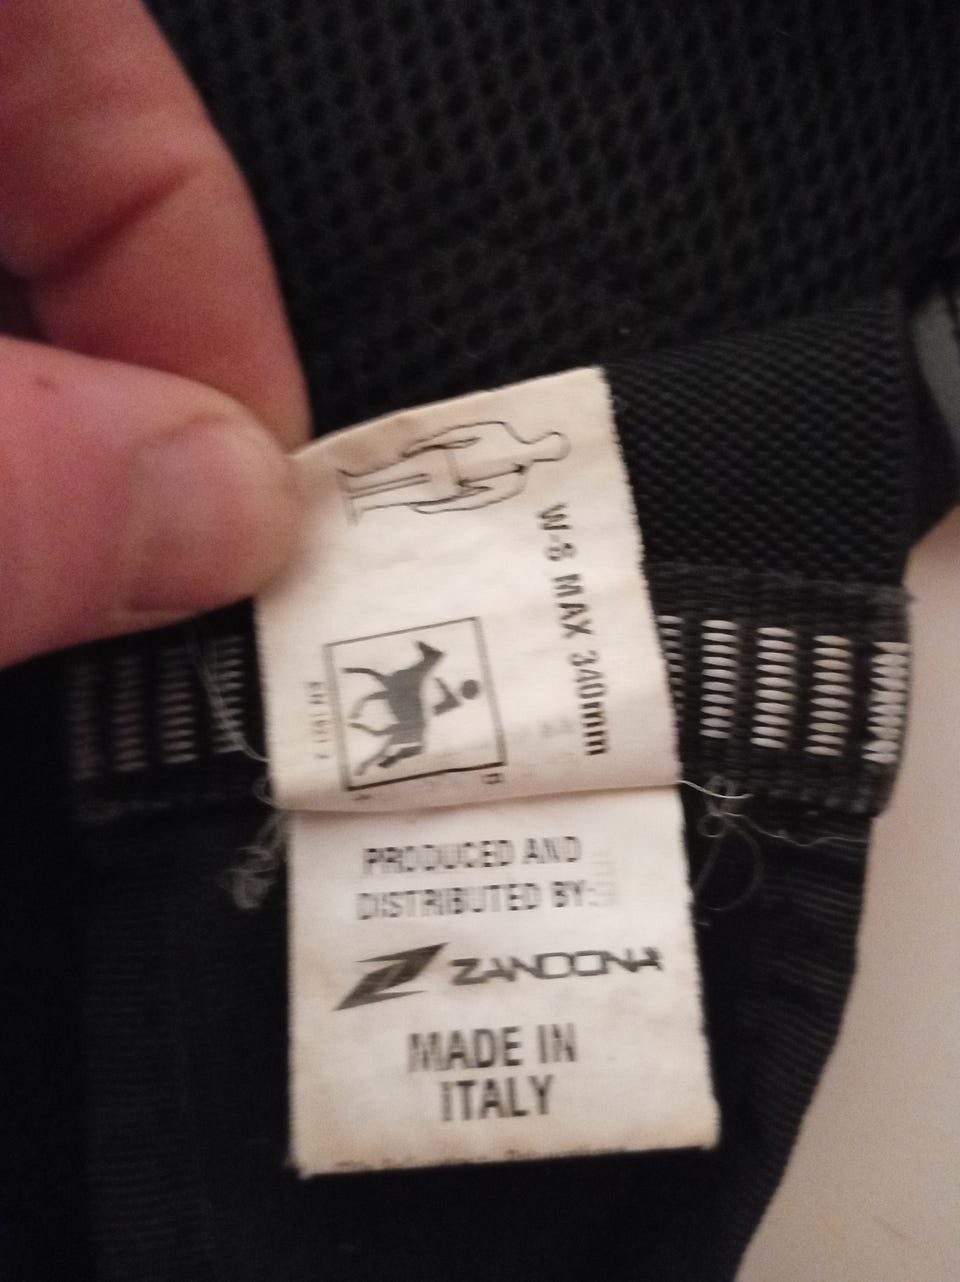 W-S MAX 340mm
PRODUCED AND
DISTRIBUTED BY:
ZANDONA
MADE IN
ITALY